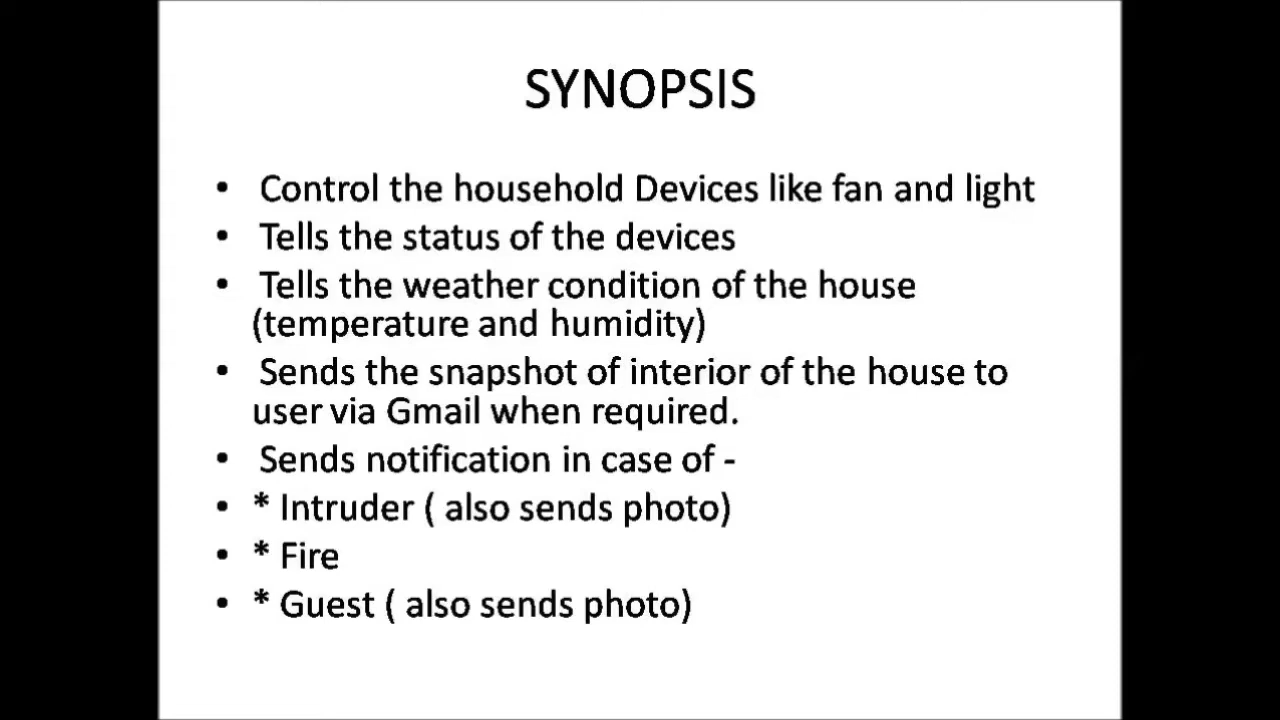 SYNOPSIS
• Control the household Devices like fan and light
• Tells the status of the devices
• Tells the weather condition of the house
(temperature and humidity)
• Sends the snapshot of interior of the house to
user via Gmail when required.
• Sends notification in case of -
• * Intruder ( also sends photo)
• * Fire
• * Guest ( also sends photo)